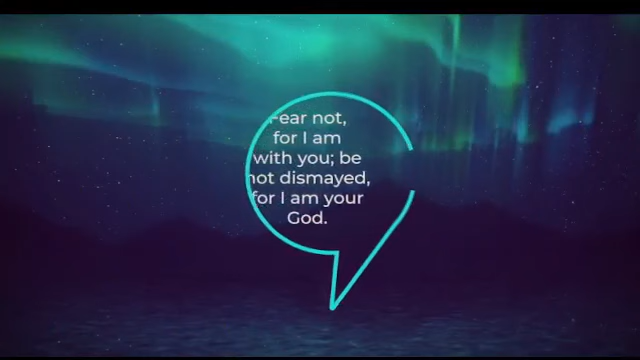 Fear not,
for I am
with you; be
not dismayed,
for I am your
God.